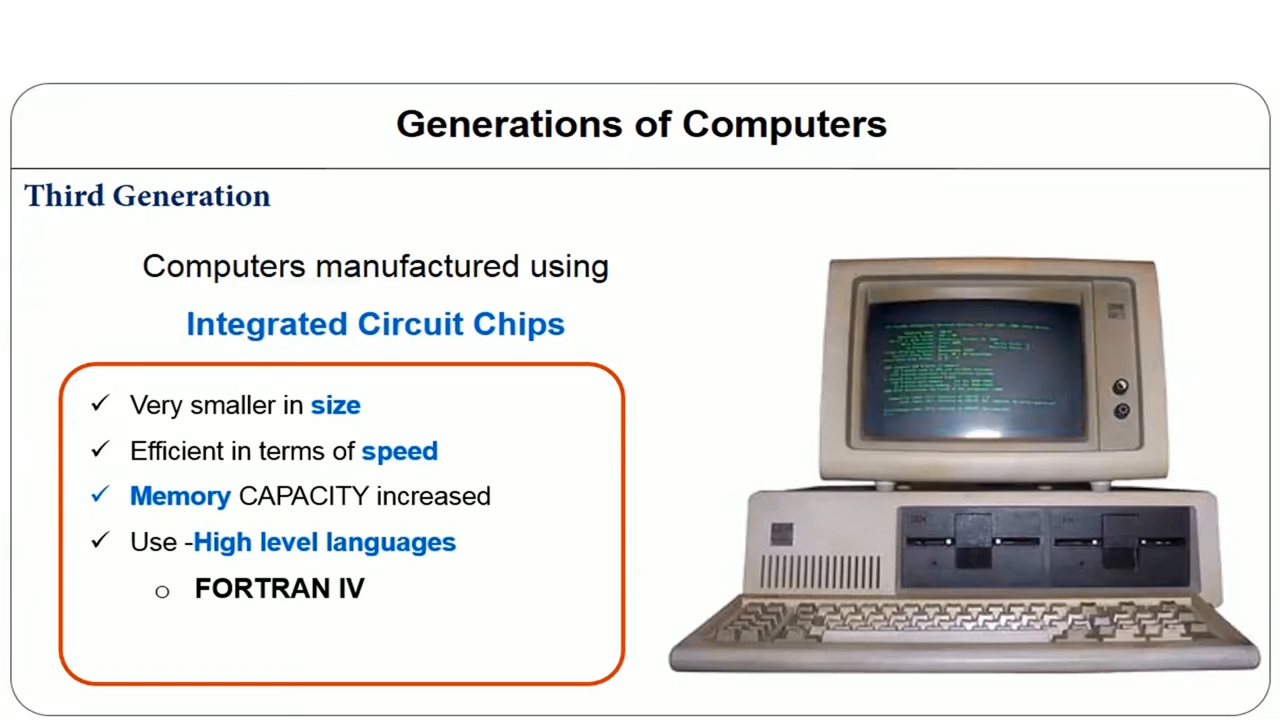 Generations of Computers
Third Generation
Computers manufactured using
Integrated Circuit Chips
✓ Very smaller in size
✓ Efficient in terms of speed
✓ Memory CAPACITY increased
✓ Use -High level languages
o FORTRAN IV